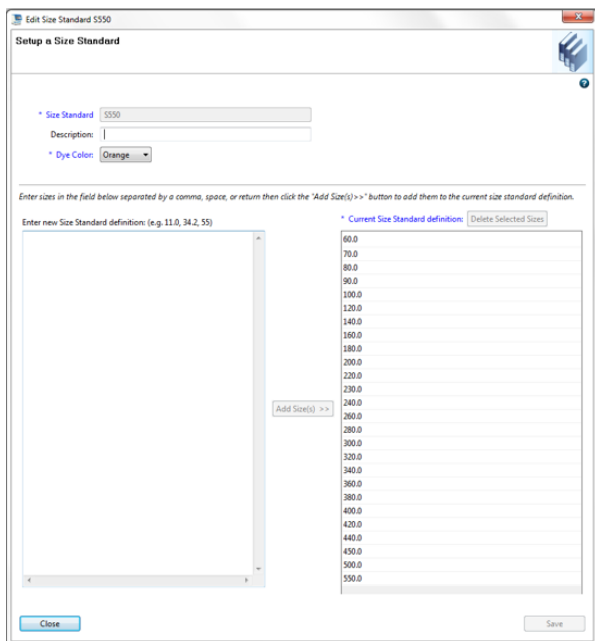 Edit Size Standard S550
Setup a Size Standard
* Size Standard S550
Description:
* Dye Color: Orange
Enter sizes in the field below separated by a comma, space, or return then click the "Add Size(s)>>" button to add them to the current size standard definition.
Enter new Size Standard definition: (e.g. 11.0, 34.2, 55)
* Current Size Standard definition: Delete Selected Sizes
60.0
70.0
80.0
90.0
100.0
120.0
140.0
160.0
180.0
200.0
220.0
230.0
240.0
260.0
280.0
300.0
320.0
340.0
360.0
380.0
400.0
420.0
440.0
450.0
500.0
550.0
Add Size(s) >>
Close
Save